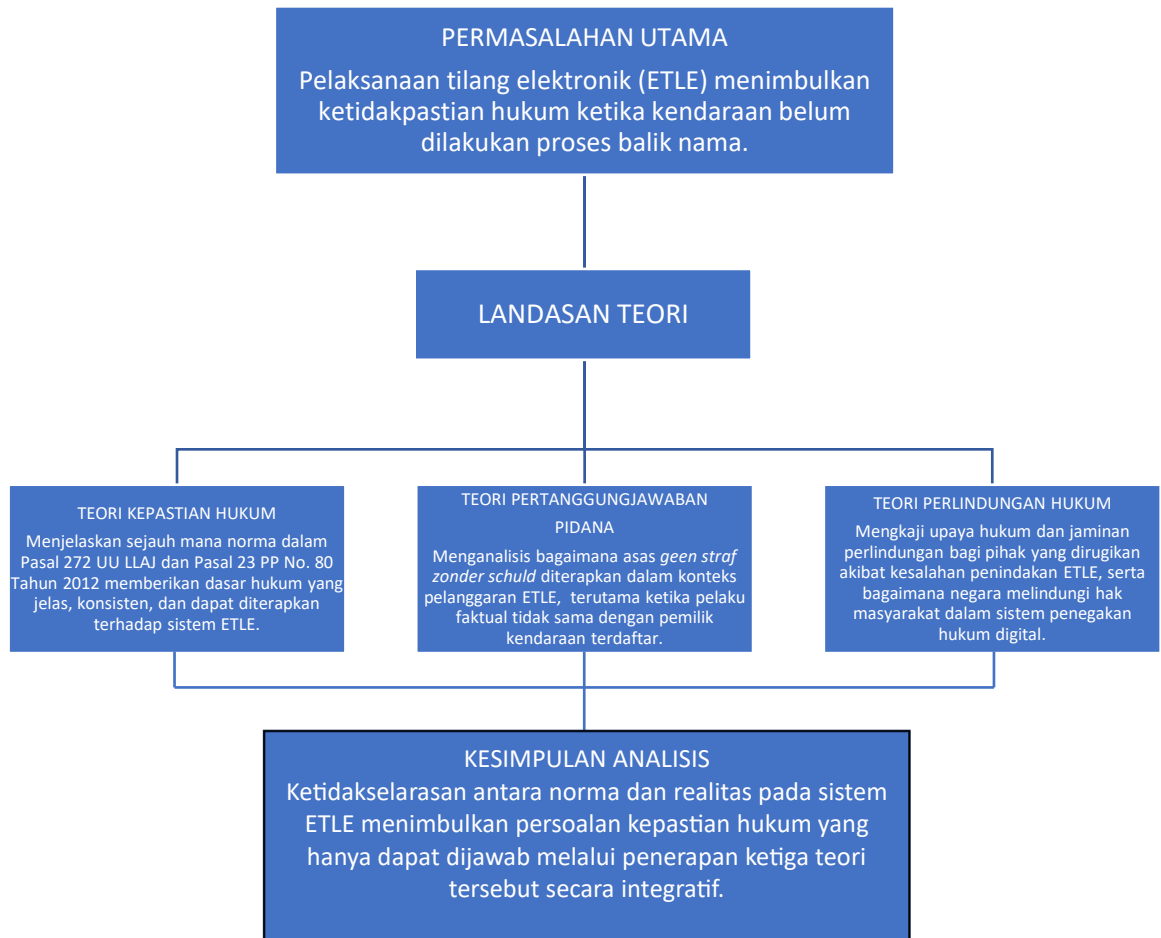 PERMASALAHAN UTAMA
Pelaksanaan tilang elektronik (ETLE) menimbulkan
ketidakpastian hukum ketika kendaraan belum
dilakukan proses balik nama.
LANDASAN TEORI
TEORI KEPASTIAN HUKUM
Menjelaskan sejauh mana norma dalam
Pasal 272 UU LLAJ dan Pasal 23 PP No. 80
Tahun 2012 memberikan dasar hukum yang
jelas, konsisten, dan dapat diterapkan
terhadap sistem ETLE.
TEORI PERTANGGUNGJAWABAN
PIDANA
Menganalisis bagaimana asas geen straf
zonder schuld diterapkan dalam konteks
pelanggaran ETLE, terutama ketika pelaku
faktual tidak sama dengan pemilik
kendaraan terdaftar.
TEORI PERLINDUNGAN HUKUM
Mengkaji upaya hukum dan jaminan
perlindungan bagi pihak yang dirugikan
akibat kesalahan penindakan ETLE, serta
bagaimana negara melindungi hak
masyarakat dalam sistem penegakan
hukum digital.
KESIMPULAN ANALISIS
Ketidakselarasan antara norma dan realitas pada sistem
ETLE menimbulkan persoalan kepastian hukum yang
hanya dapat dijawab melalui penerapan ketiga teori
tersebut secara integratif.